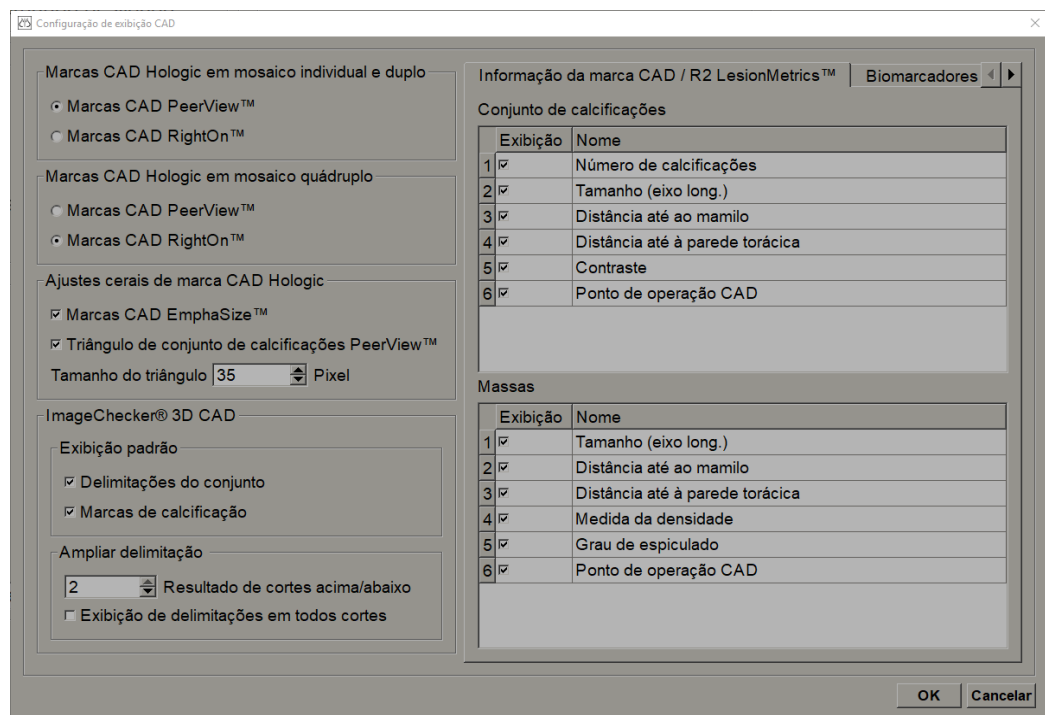 Configuração de exibição CAD
Marcas CAD Hologic em mosaico individual e duplo
Marcas CAD PeerView™
Marcas CAD RightOn™
Marcas CAD Hologic em mosaico quádruplo
Marcas CAD PeerView™
Marcas CAD RightOn™
Ajustes cerais de marca CAD Hologic
Marcas CAD EmphaSize™
Triângulo de conjunto de calcificações PeerView™
Tamanho do triângulo 35 Pixel
ImageChecker® 3D CAD
Exibição padrão
Delimitações do conjunto
Marcas de calcificação
Ampliar delimitação
2 Resultado de cortes acima/abaixo
Exibição de delimitações em todos cortes
Informação da marca CAD / R2 LesionMetrics™ Biomarcadores
Conjunto de calcificações
Exibição Nome
1 Número de calcificações
2 Tamanho (eixo long.)
3 Distância até ao mamilo
4 Distância até à parede torácica
5 Contraste
6 Ponto de operação CAD
Massas
Exibição Nome
1 Tamanho (eixo long.)
2 Distância até ao mamilo
3 Distância até à parede torácica
4 Medida da densidade
5 Grau de espiculado
6 Ponto de operação CAD
OK Cancelar